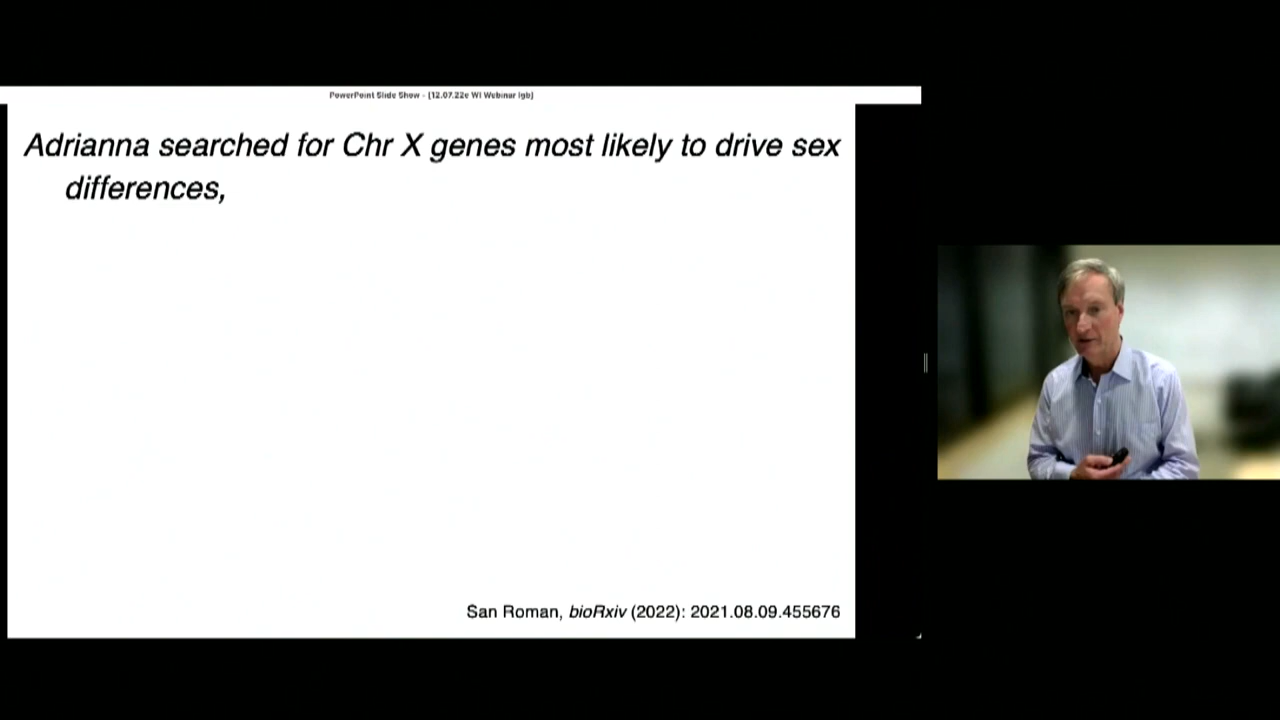 PowerPoint Slide Show - [12.07.22e WI Webinar lgb]
Adrianna searched for Chr X genes most likely to drive sex
differences,
San Roman, bioRxiv (2022): 2021.08.09.455676